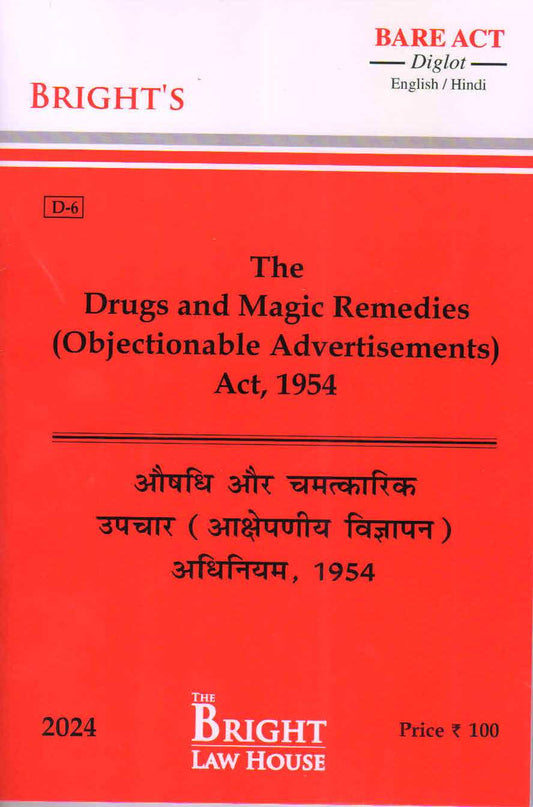 BARE ACT
Diglot
English / Hindi
BRIGHT'S
D-6
The
Drugs and Magic Remedies
(Objectionable Advertisements)
Act, 1954
औषधि और चमत्कारिक
उपचार ( आक्षेपणीय विज्ञापन )
अधिनियम, 1954
2024
THE
BRIGHT
LAW HOUSE
Price ₹ 100